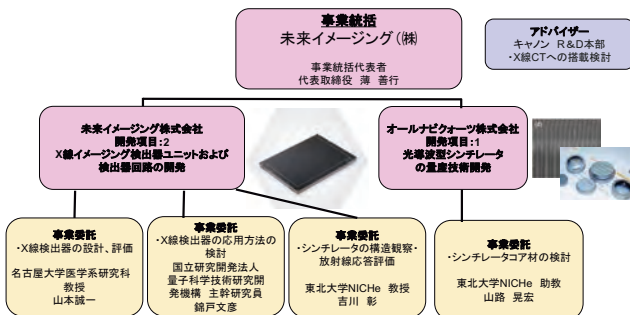 事業統括
未来イメージング(株)
事業統括代表者
代表取締役 薄 善行
アドバイザー
キヤノン R&D本部
・X線CTへの搭載検討
未来イメージング株式会社
開発項目:2
X線イメージング検出器ユニットおよび
検出器回路の開発
オールナビクォーツ株式会社
開発項目:1
光導波型シンチレータ
の量産技術開発
事業委託
・X線検出器の設計、評価
名古屋大学医学系研究科
教授
山本誠一
事業委託
・X線検出器の応用方法の
検討
国立研究開発法人
量子科学技術研究開
発機構 主幹研究員
錦戸文彦
事業委託
・シンチレータの構造観察・
放射線応答評価
東北大学NICHe 教授
吉川 彰
事業委託
・シンチレータコア材の検討
東北大学NICHe 助教
山路 晃宏